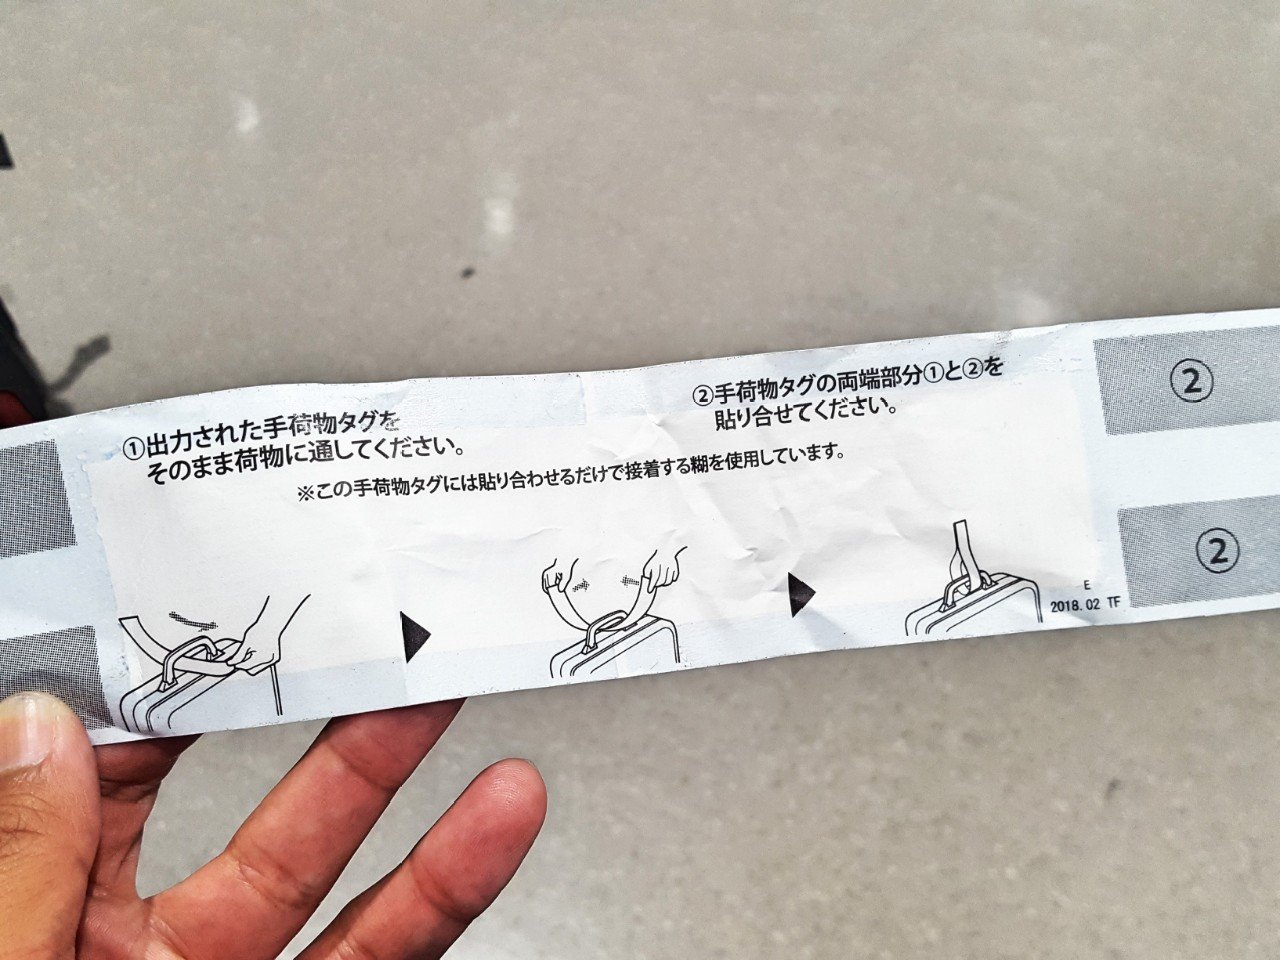 ①出力された手荷物タグを
そのまま荷物に通してください。
②手荷物タグの両端部分①と②を
貼り合せてください。
※この手荷物タグには貼り合わせるだけで接着する糊を使用しています。
②
②
E
2018. 02 TF